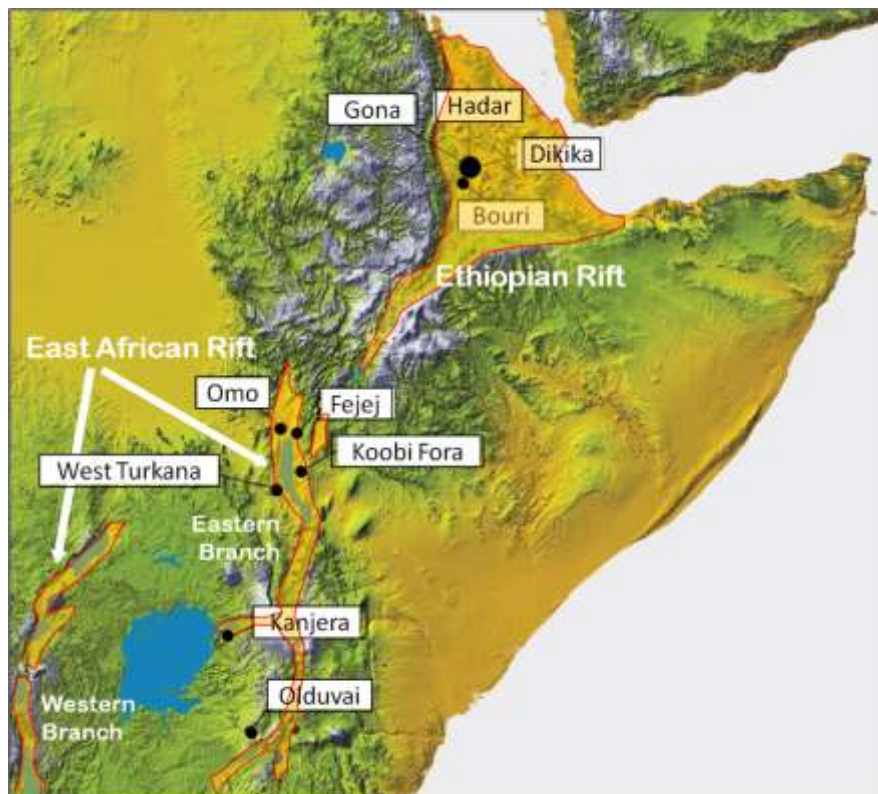 Hadar
Gona
Dikika
Bouri
Ethiopian Rift
East African Rift
Omo
Fejej
Koobi Fora
West Turkana
Eastern
Branch
Kanjera
Olduvai
Western
Branch